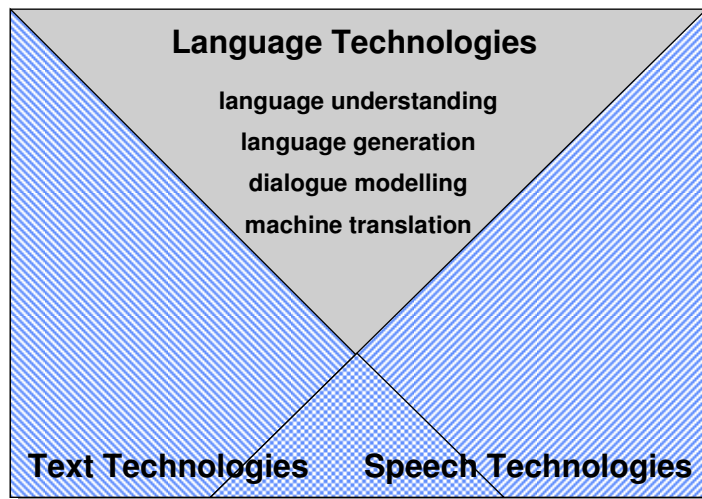 Language Technologies
language understanding
language generation
dialogue modelling
machine translation
Text Technologies
Speech Technologies